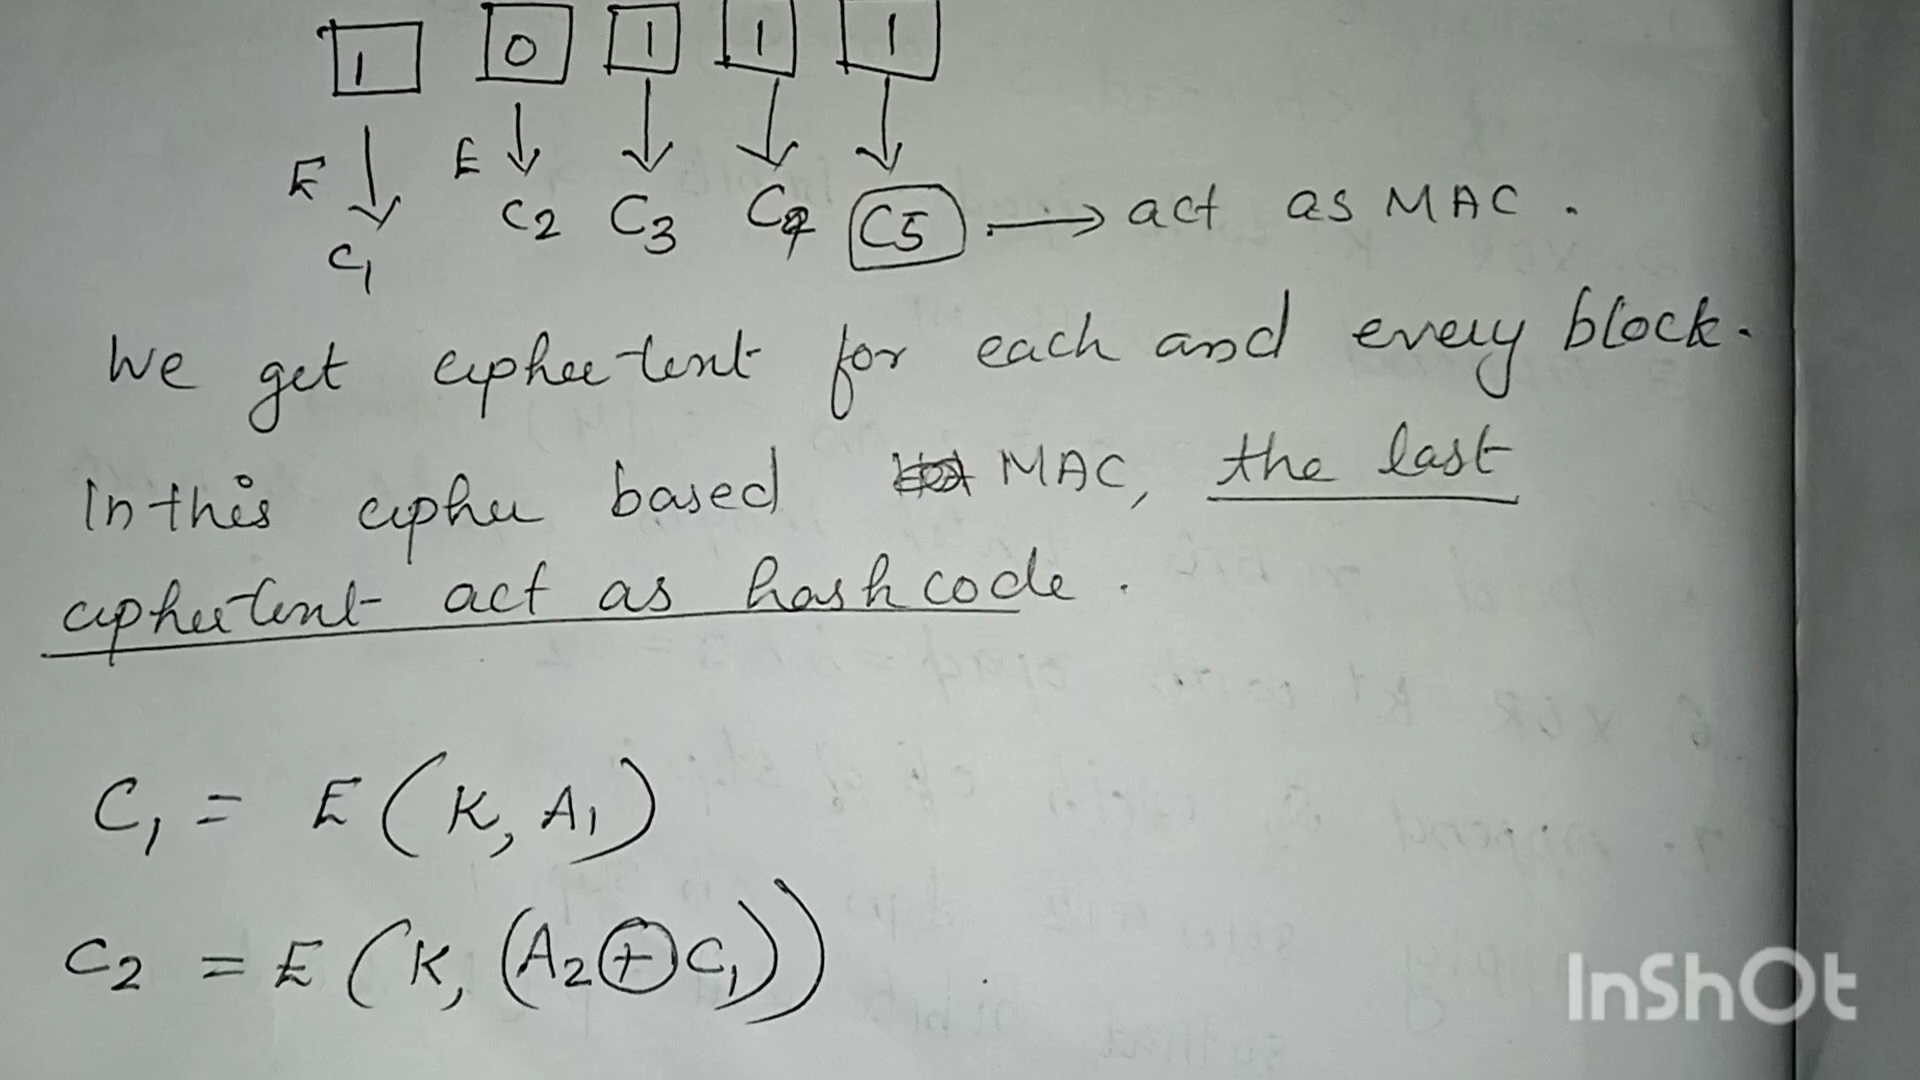 1 0 1 1 1
E E
C1 C2 C3 C4 C5 → act as MAC.
We get ciphertext for each and every block.
In this cipher based MAC, the last
ciphertext act as hash code.
C1 = E(K, A1)
C2 = E(K, (A2⊕C1))
InShOt